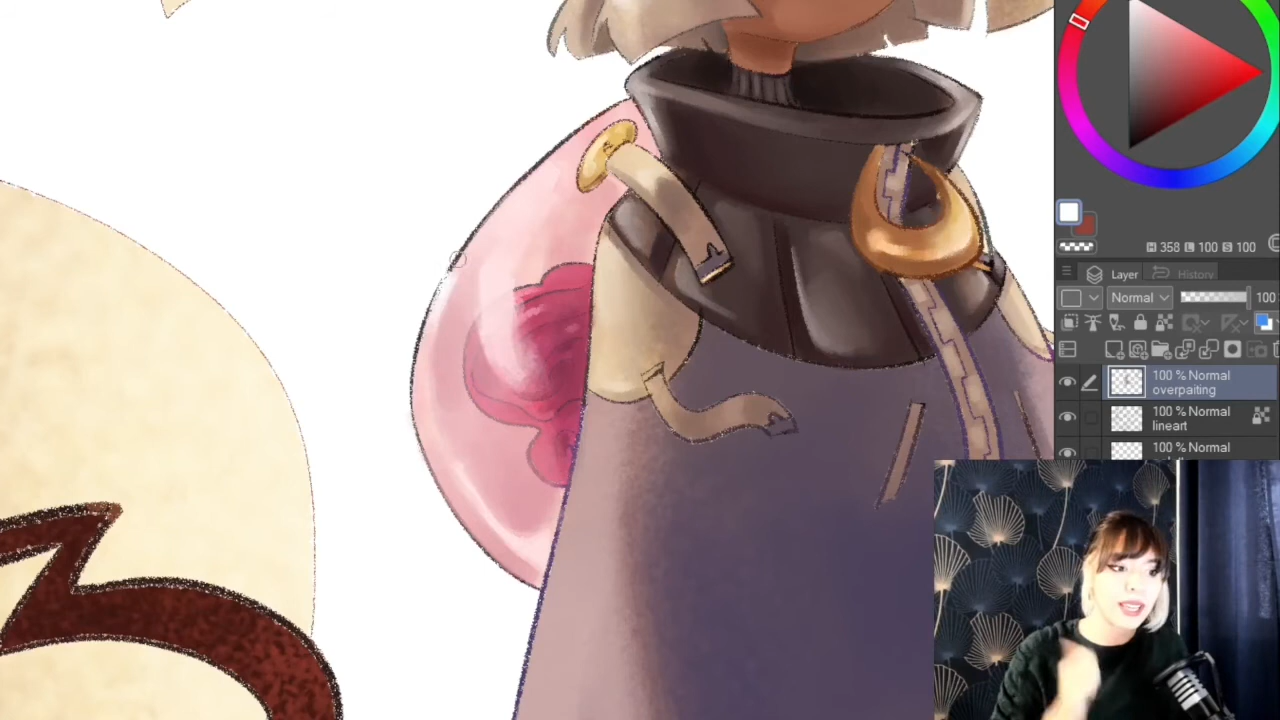 H 358 L 100 S 100
Layer
History
Normal
100
100 % Normal
overpaiting
100 % Normal
lineart
100 % Normal